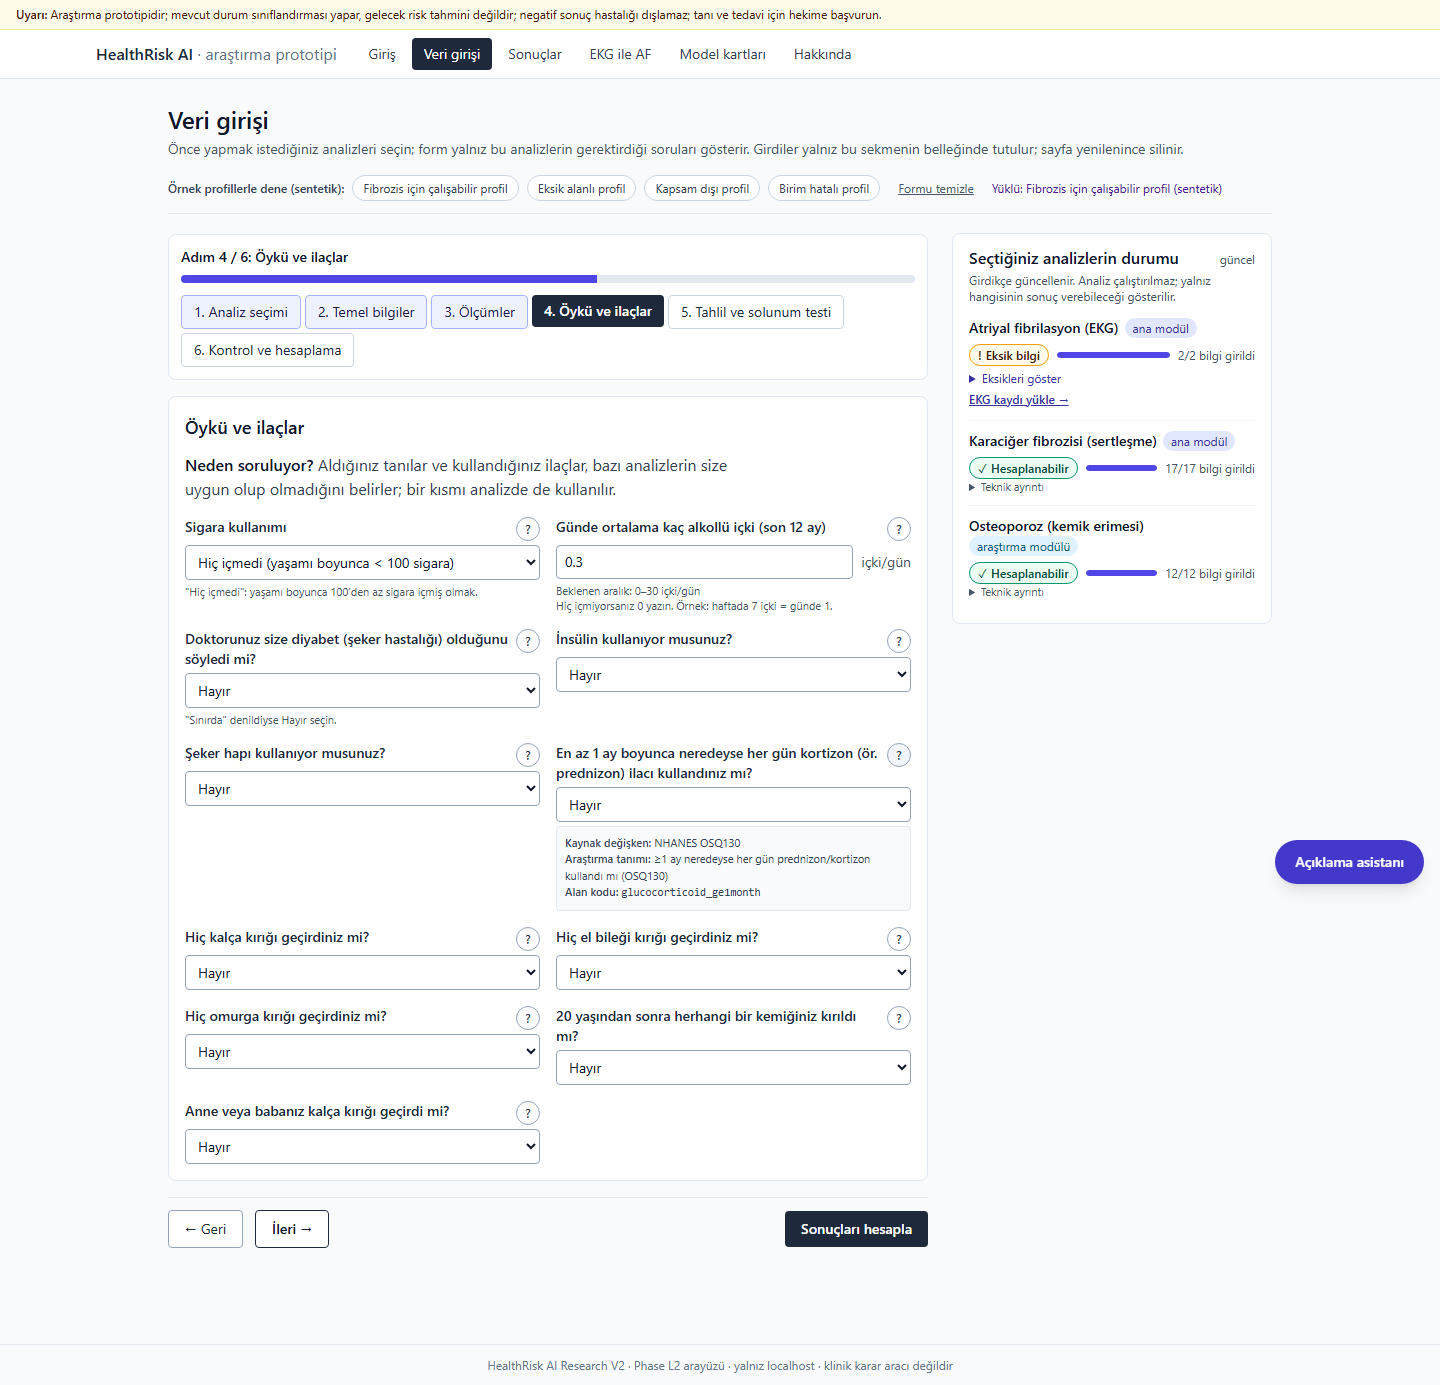 Uyarı: Araştırma prototipidir; mevcut durum sınıflandırması yapar, gelecek risk tahmini değildir; negatif sonuç hastalığı dışlamaz; tanı ve tedavi için hekime başvurun.
HealthRisk AI · araştırma prototipi
Giriş
Veri girişi
Sonuçlar
EKG ile AF
Model kartları
Hakkında
Veri girişi
Önce yapmak istediğiniz analizleri seçin; form yalnız bu analizlerin gerektirdiği soruları gösterir. Girdiler yalnız bu sekmenin belleğinde tutulur; sayfa yenilenince silinir.
Örnek profillerle dene (sentetik):
Fibrozis için çalışabilir profil
Eksik alanlı profil
Kapsam dışı profil
Birim hatalı profil
Formu temizle
Yüklü: Fibrozis için çalışabilir profil (sentetik)
Adım 4 / 6: Öykü ve ilaçlar
1. Analiz seçimi
2. Temel bilgiler
3. Ölçümler
4. Öykü ve ilaçlar
5. Tahlil ve solunum testi
6. Kontrol ve hesaplama
Öykü ve ilaçlar
Neden soruluyor? Aldığınız tanılar ve kullandığınız ilaçlar, bazı analizlerin size
uygun olup olmadığını belirler; bir kısmı analizde de kullanılır.
Sigara kullanımı
?
Hiç içmedi (yaşamı boyunca < 100 sigara)
"Hiç içmedi": yaşamı boyunca 100'den az sigara içmiş olmak.
Günde ortalama kaç alkollü içki (son 12 ay)
?
0.3
içki/gün
Beklenen aralık: 0–30 içki/gün
Hiç içmiyorsanız 0 yazın. Örnek: haftada 7 içki = günde 1.
Doktorunuz size diyabet (şeker hastalığı) olduğunu
söyledi mi?
?
Hayır
"Sınırda" denildiyse Hayır seçin.
İnsülin kullanıyor musunuz?
?
Hayır
Şeker hapı kullanıyor musunuz?
?
Hayır
En az 1 ay boyunca neredeyse her gün kortizon (ör.
prednizon) ilacı kullandınız mı?
?
Hayır
Kaynak değişken: NHANES OSQ130
Araştırma tanımı: ≥1 ay neredeyse her gün prednizon/kortizon
kullandı mı (OSQ130)
Alan kodu: glucocorticoid_ge1month
Hiç kalça kırığı geçirdiniz mi?
?
Hayır
Hiç el bileği kırığı geçirdiniz mi?
?
Hayır
Hiç omurga kırığı geçirdiniz mi?
?
Hayır
20 yaşından sonra herhangi bir kemiğiniz kırıldı
mı?
?
Hayır
Anne veya babanız kalça kırığı geçirdi mi?
?
Hayır
← Geri
İleri →
Sonuçları hesapla
Seçtiğiniz analizlerin durumu
güncel
Girdikçe güncellenir. Analiz çalıştırılmaz; yalnız
hangisinin sonuç verebileceği gösterilir.
Atriyal fibrilasyon (EKG)
ana modül
! Eksik bilgi
2/2 bilgi girildi
▶ Eksikleri göster
EKG kaydı yükle →
Karaciğer fibrozisi (sertleşme)
ana modül
✓ Hesaplanabilir
17/17 bilgi girildi
▶ Teknik ayrıntı
Osteoporoz (kemik erimesi)
araştırma modülü
✓ Hesaplanabilir
12/12 bilgi girildi
▶ Teknik ayrıntı
Açıklama asistanı
HealthRisk AI Research V2 · Phase L2 arayüzü · yalnız localhost · klinik karar aracı değildir